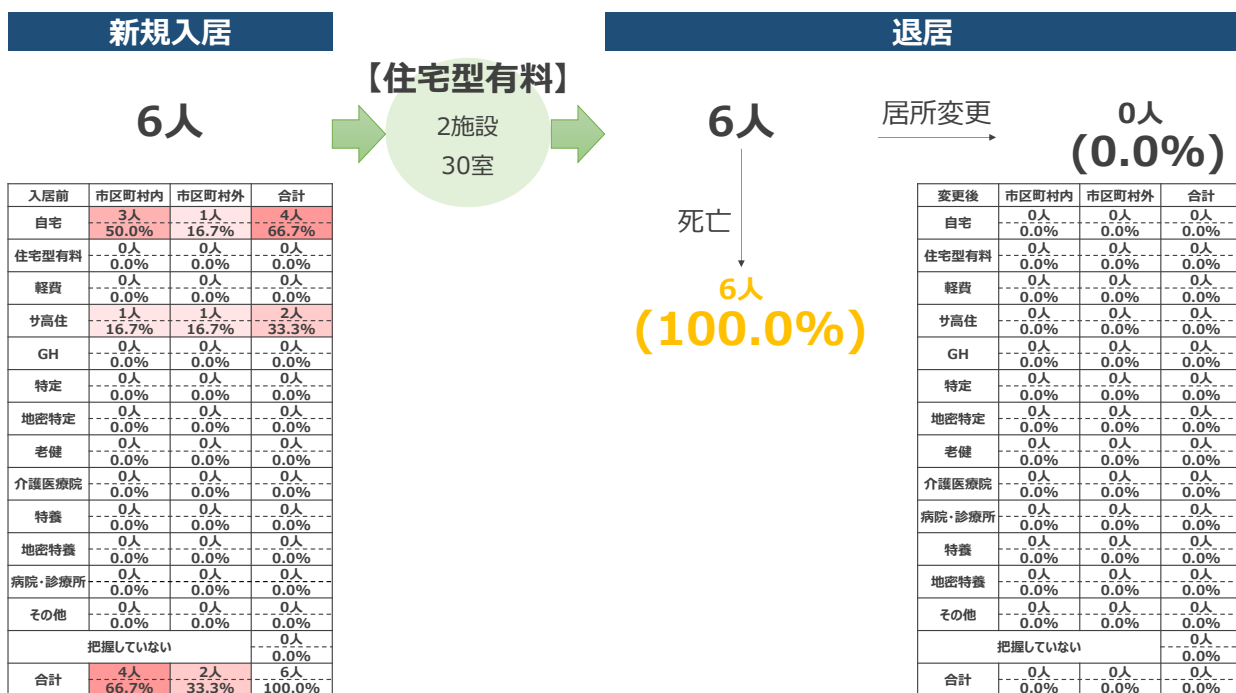 新規入居
退居
【住宅型有料】
2施設
30室
6人
6人
居所変更
0人
(0.0%)
死亡
6人
(100.0%)
入居前 市区町村内 市区町村外 合計
自宅 3人 1人 4人
50.0% 16.7% 66.7%
住宅型有料 0人 0人 0人
0.0% 0.0% 0.0%
軽費 0人 0人 0人
0.0% 0.0% 0.0%
サ高住 1人 1人 2人
16.7% 16.7% 33.3%
GH 0人 0人 0人
0.0% 0.0% 0.0%
特定 0人 0人 0人
0.0% 0.0% 0.0%
地密特定 0人 0人 0人
0.0% 0.0% 0.0%
老健 0人 0人 0人
0.0% 0.0% 0.0%
介護医療院 0人 0人 0人
0.0% 0.0% 0.0%
特養 0人 0人 0人
0.0% 0.0% 0.0%
地密特養 0人 0人 0人
0.0% 0.0% 0.0%
病院・診療所 0人 0人 0人
0.0% 0.0% 0.0%
その他 0人 0人 0人
0.0% 0.0% 0.0%
把握していない 0人
0.0%
合計 4人 2人 6人
66.7% 33.3% 100.0%
変更後 市区町村内 市区町村外 合計
自宅 0人 0人 0人
0.0% 0.0% 0.0%
住宅型有料 0人 0人 0人
0.0% 0.0% 0.0%
軽費 0人 0人 0人
0.0% 0.0% 0.0%
サ高住 0人 0人 0人
0.0% 0.0% 0.0%
GH 0人 0人 0人
0.0% 0.0% 0.0%
特定 0人 0人 0人
0.0% 0.0% 0.0%
地密特定 0人 0人 0人
0.0% 0.0% 0.0%
老健 0人 0人 0人
0.0% 0.0% 0.0%
介護医療院 0人 0人 0人
0.0% 0.0% 0.0%
病院・診療所 0人 0人 0人
0.0% 0.0% 0.0%
特養 0人 0人 0人
0.0% 0.0% 0.0%
地密特養 0人 0人 0人
0.0% 0.0% 0.0%
その他 0人 0人 0人
0.0% 0.0% 0.0%
把握していない 0人
0.0%
合計 0人 0人 0人
0.0% 0.0% 0.0%